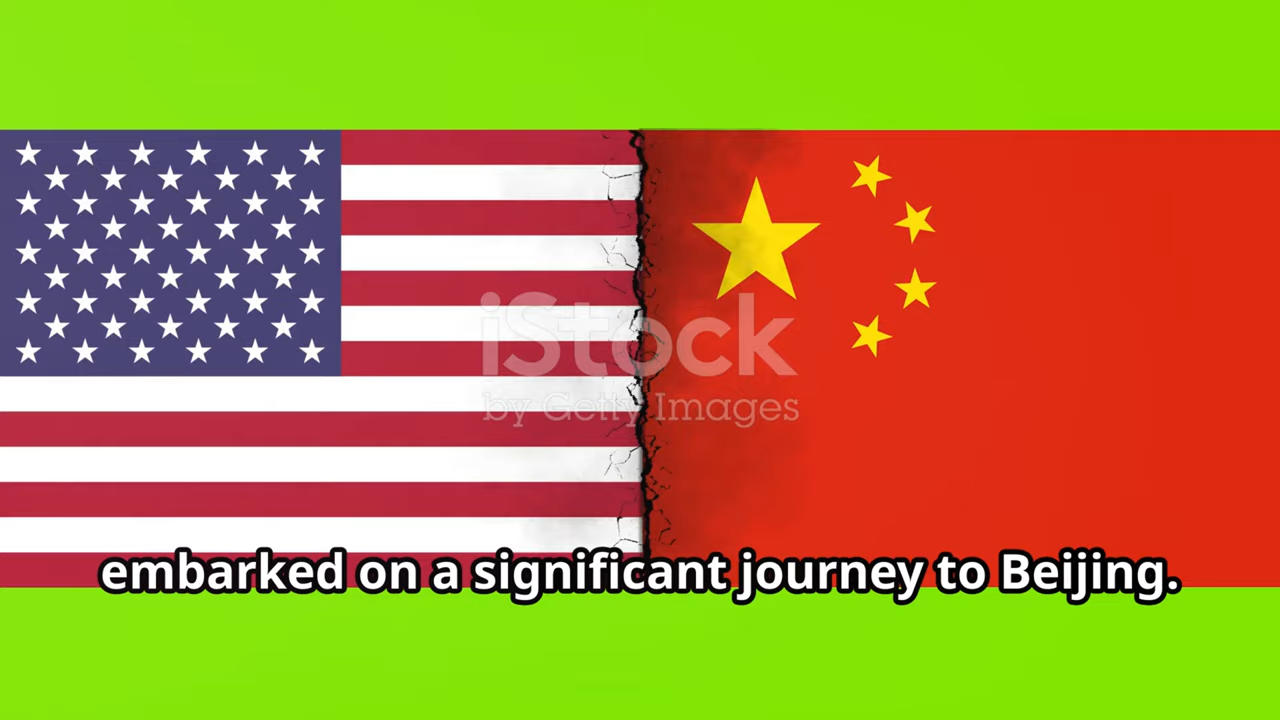 iStock
by Getty Images
embarked on a significant journey to Beijing.